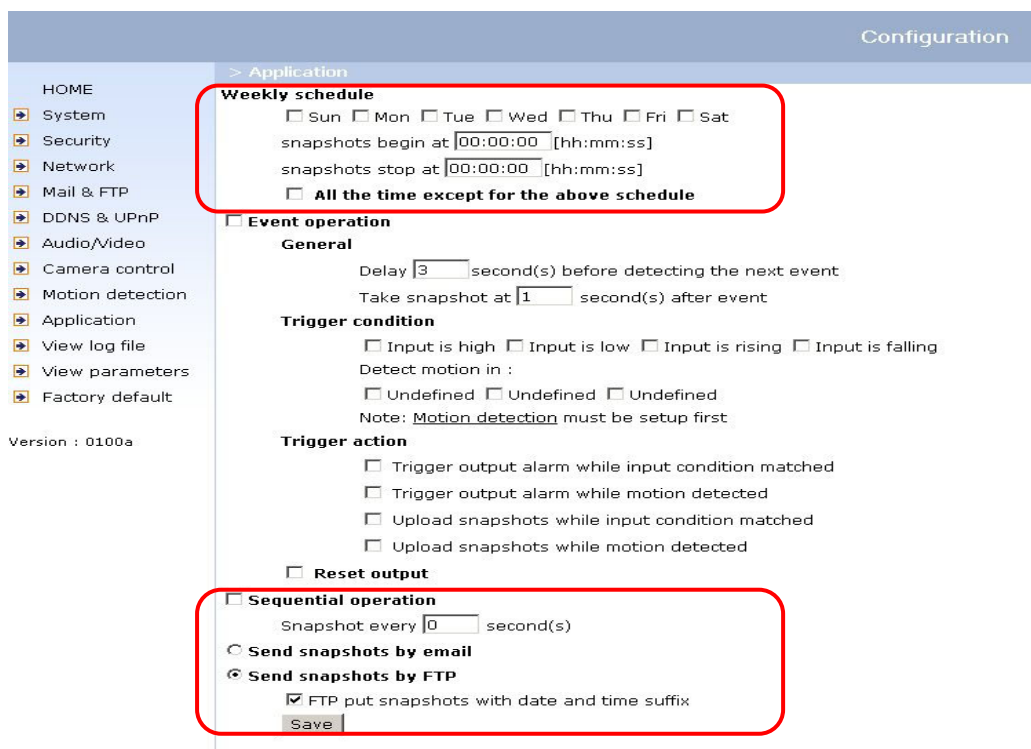 Configuration
> Application
HOME
System
Security
Network
Mail & FTP
DDNS & UPnP
Audio/Video
Camera control
Motion detection
Application
View log file
View parameters
Factory default
Version : 0100a
Weekly schedule
Sun Mon Tue Wed Thu Fri Sat
snapshots begin at 00:00:00 [hh:mm:ss]
snapshots stop at 00:00:00 [hh:mm:ss]
All the time except for the above schedule
Event operation
General
Delay 3 second(s) before detecting the next event
Take snapshot at 1 second(s) after event
Trigger condition
Input is high Input is low Input is rising Input is falling
Detect motion in :
Undefined Undefined Undefined
Note: Motion detection must be setup first
Trigger action
Trigger output alarm while input condition matched
Trigger output alarm while motion detected
Upload snapshots while input condition matched
Upload snapshots while motion detected
Reset output
Sequential operation
Snapshot every 0 second(s)
Send snapshots by email
Send snapshots by FTP
FTP put snapshots with date and time suffix
Save